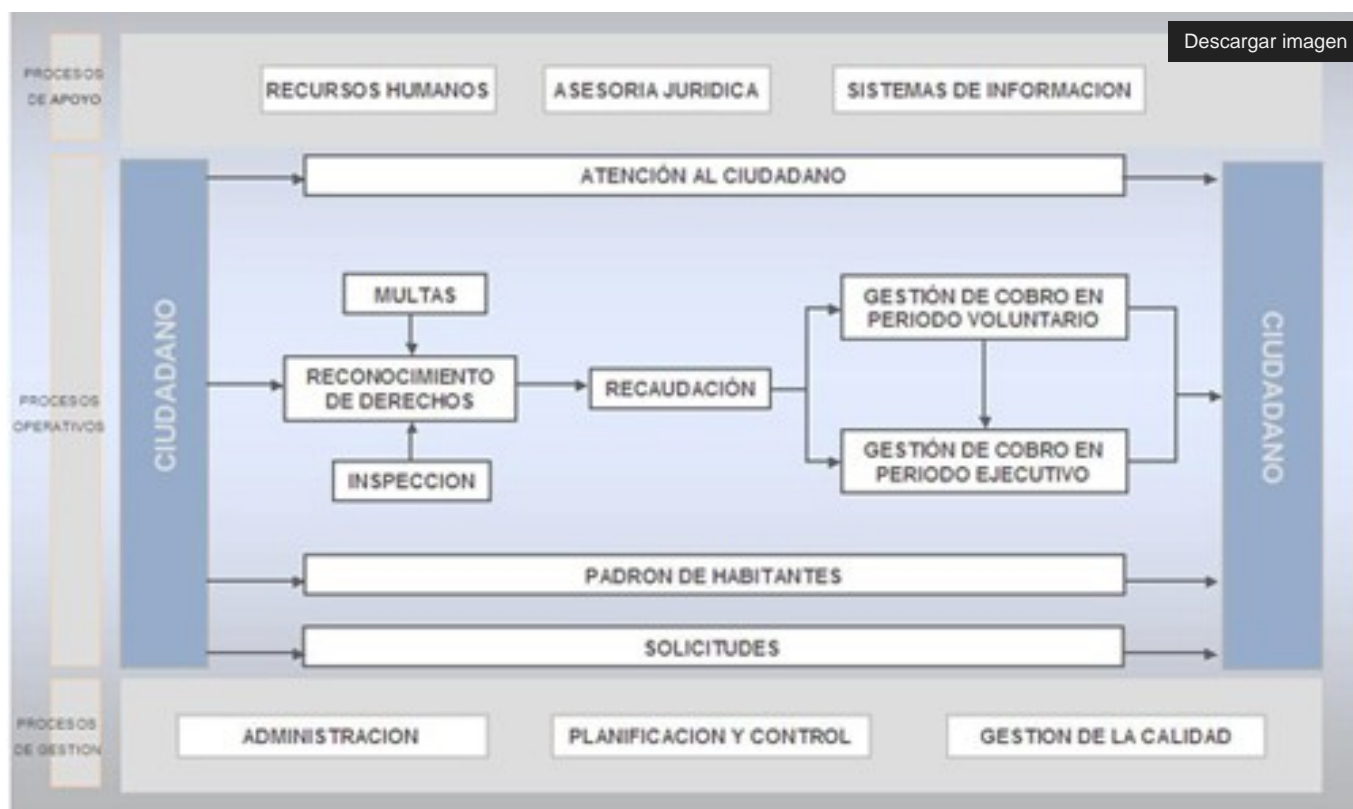 Descargar imagen
PROCESOS
DE APOYO
RECURSOS HUMANOS
ASESORIA JURIDICA
SISTEMAS DE INFORMACION
ATENCIÓN AL CIUDADANO
CIUDADANO
MULTAS
GESTIÓN DE COBRO EN
PERIODO VOLUNTARIO
RECONOCIMIENTO
DE DERECHOS
RECAUDACIÓN
PROCESOS
OPERATIVOS
GESTIÓN DE COBRO EN
PERIODO EJECUTIVO
INSPECCION
CIUDADANO
PADRON DE HABITANTES
SOLICITUDES
PROCESOS
DE GESTION
ADMINISTRACION
PLANIFICACION Y CONTROL
GESTION DE LA CALIDAD